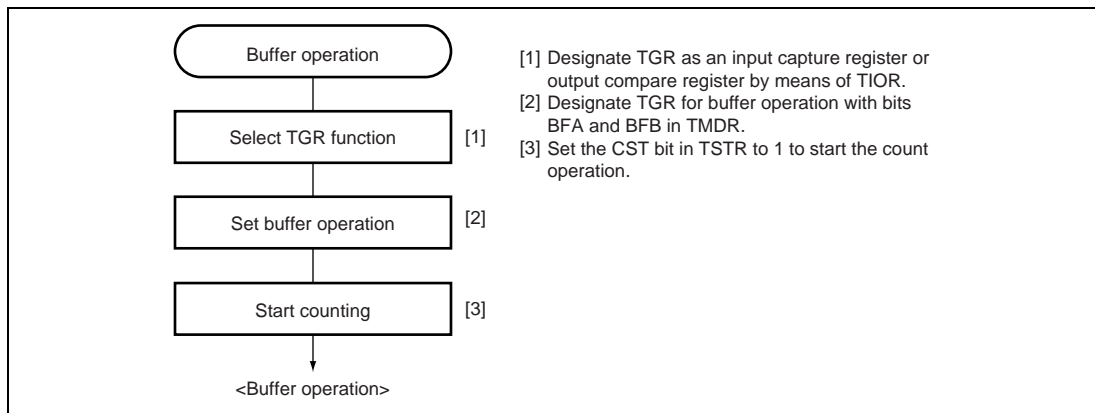 Buffer operation
Select TGR function
[1]
Set buffer operation
[2]
Start counting
[3]
<Buffer operation>
[1] Designate TGR as an input capture register or
output compare register by means of TIOR.
[2] Designate TGR for buffer operation with bits
BFA and BFB in TMDR.
[3] Set the CST bit in TSTR to 1 to start the count
operation.